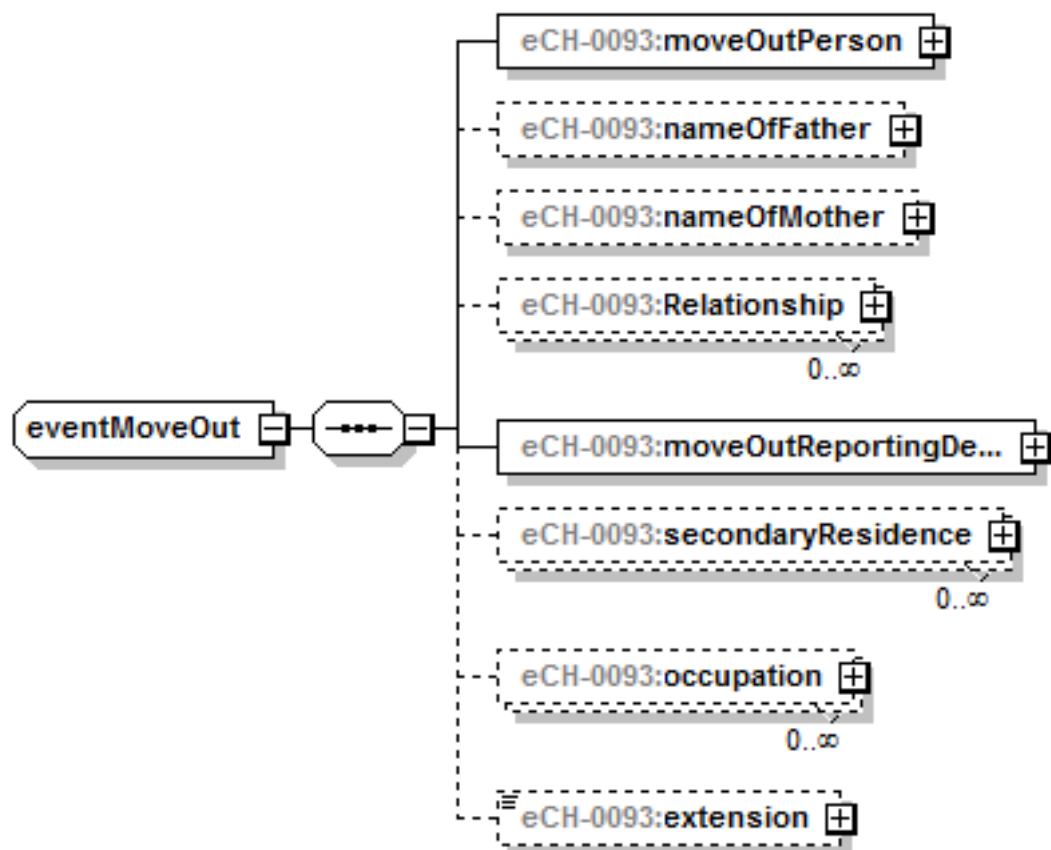 eCH-0093:moveOutPerson
eCH-0093:nameOfFather
eCH-0093:nameOfMother
eCH-0093:Relationship
0..∞
eventMoveOut
eCH-0093:moveOutReportingDe...
eCH-0093:secondaryResidence
0..∞
eCH-0093:occupation
0..∞
eCH-0093:extension